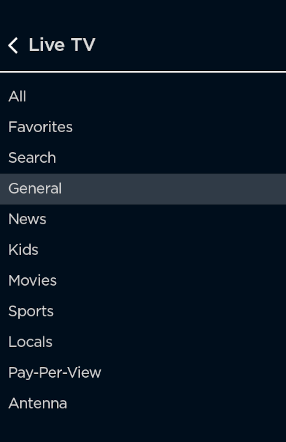 Live TV
All
Favorites
Search
General
News
Kids
Movies
Sports
Locals
Pay-Per-View
Antenna